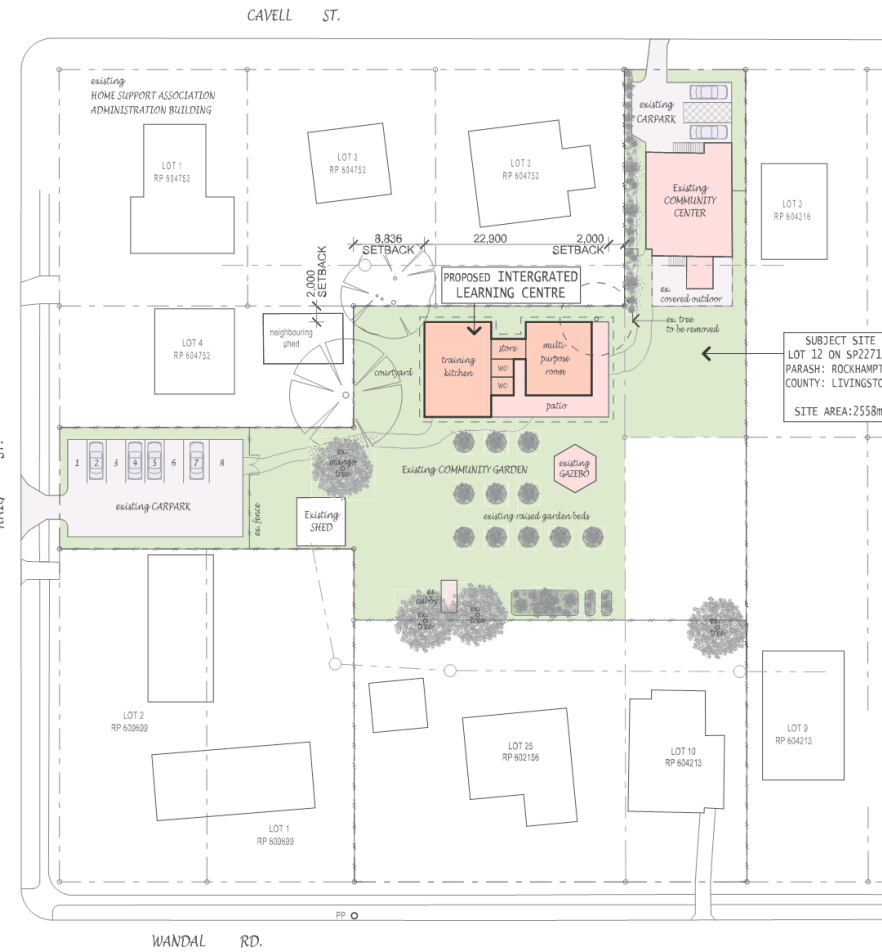 CAVELL ST.
existing
HOME SUPPORT ASSOCIATION
ADMINISTRATION BUILDING
LOT 1
RP 604752
LOT 2
RP 604752
LOT 3
RP 604752
existing
CARPARK
Existing
COMMUNITY
CENTER
LOT 3
RP 604316
8,836
SETBACK
22,900
2,000
SETBACK
2,000
SETBACK
PROPOSED INTERGRATED
LEARNING CENTRE
ex.
covered outdoor
ex. tree
to be removed
LOT 4
RP 604752
neighbouring
shed
courtyard
training
kitchen
store
WC
WC
multi-
purpose
room
patio
SUBJECT SITE
LOT 12 ON SP2271
PARASH: ROCKHAMPT
COUNTY: LIVINGSTO
SITE AREA:2558m
1 2 3 4 5 6 7 8
existing CARPARK
ex. fence
ex.
mango
tree
Existing
SHED
Existing COMMUNITY GARDEN
existing
GAZEBO
existing raised garden beds
ex.
cubby
ex.
tree
ex.
tree
ex.
tree
ST.
LOT 2
RP 609699
LOT 1
RP 609699
LOT 25
RP 602156
LOT 10
RP 604213
LOT 9
RP 604213
PP
WANDAL RD.